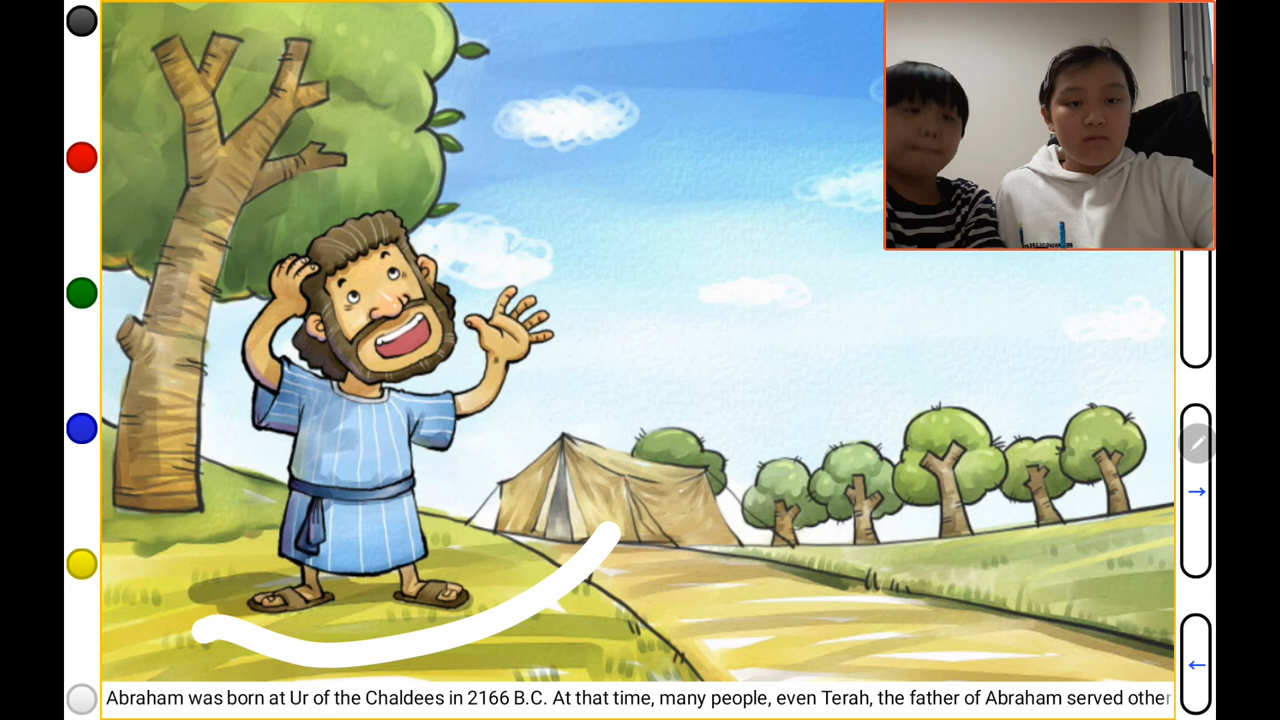 Abraham was born at Ur of the Chaldees in 2166 B.C. At that time, many people, even Terah, the father of Abraham served other